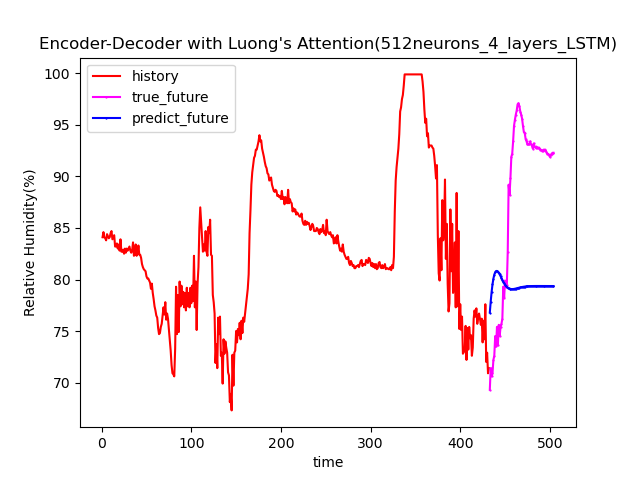 Encoder-Decoder with Luong's Attention(512neurons_4_layers_LSTM)
history
true_future
predict_future
Relative Humidity(%)
100
95
90
85
80
75
70
0 100 200 300 400 500
time